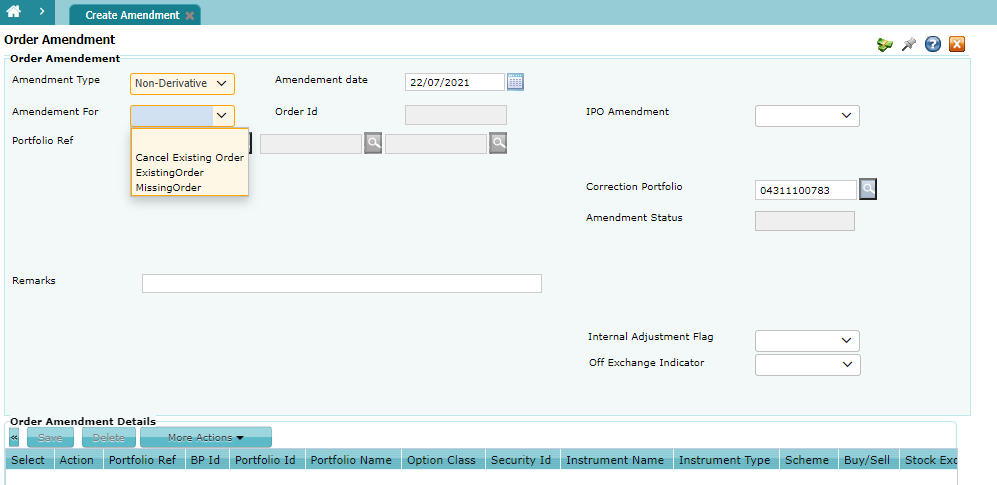 Create Amendment
Order Amendment
Order Amendement
Amendment Type Non-Derivative Amendement date 22/07/2021
Amendement For Order Id IPO Amendment
Portfolio Ref
Cancel Existing Order
ExistingOrder
MissingOrder
Correction Portfolio 04311100783
Amendment Status
Remarks
Internal Adjustment Flag
Off Exchange Indicator
Order Amendment Details
« Save Delete More Actions
Select Action Portfolio Ref BP Id Portfolio Id Portfolio Name Option Class Security Id Instrument Name Instrument Type Scheme Buy/Sell Stock Exc